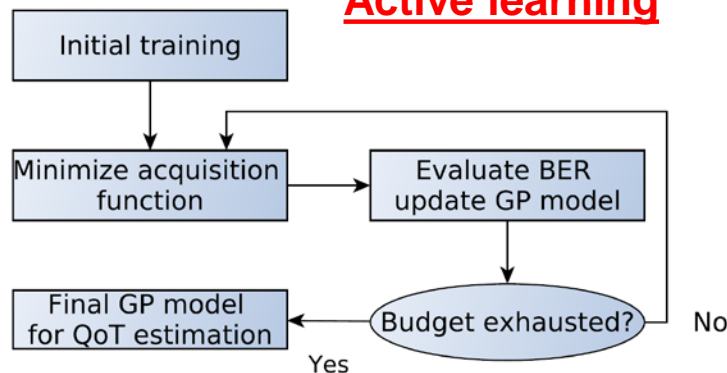 Active learning
Initial training
Minimize acquisition
function
Evaluate BER
update GP model
Budget exhausted?
No
Yes
Final GP model
for QoT estimation